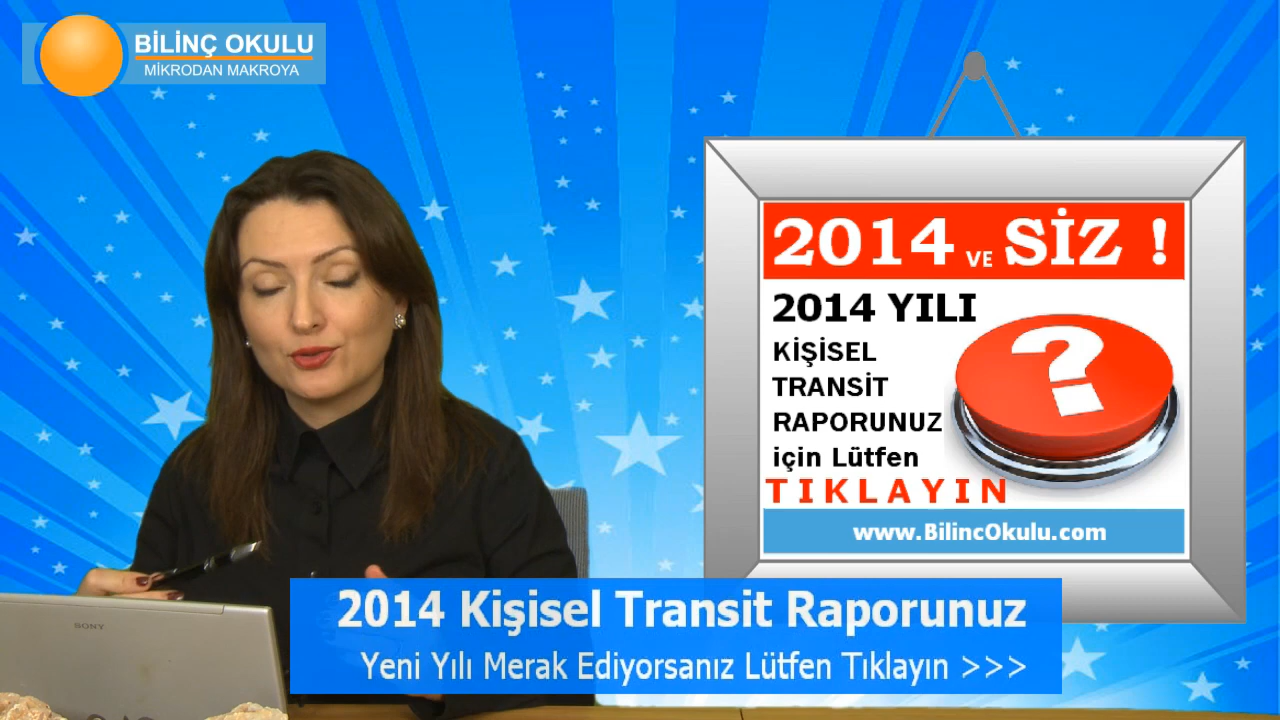 BİLİNÇ OKULU
MİKRODAN MAKROYA
2014 VE SİZ !
2014 YILI
KİŞİSEL
TRANSİT
RAPORUNUZ
için Lütfen
TIKLAYIN
www.BilincOkulu.com
2014 Kişisel Transit Raporunuz
Yeni Yılı Merak Ediyorsanız Lütfen Tıklayın >>>
SONY